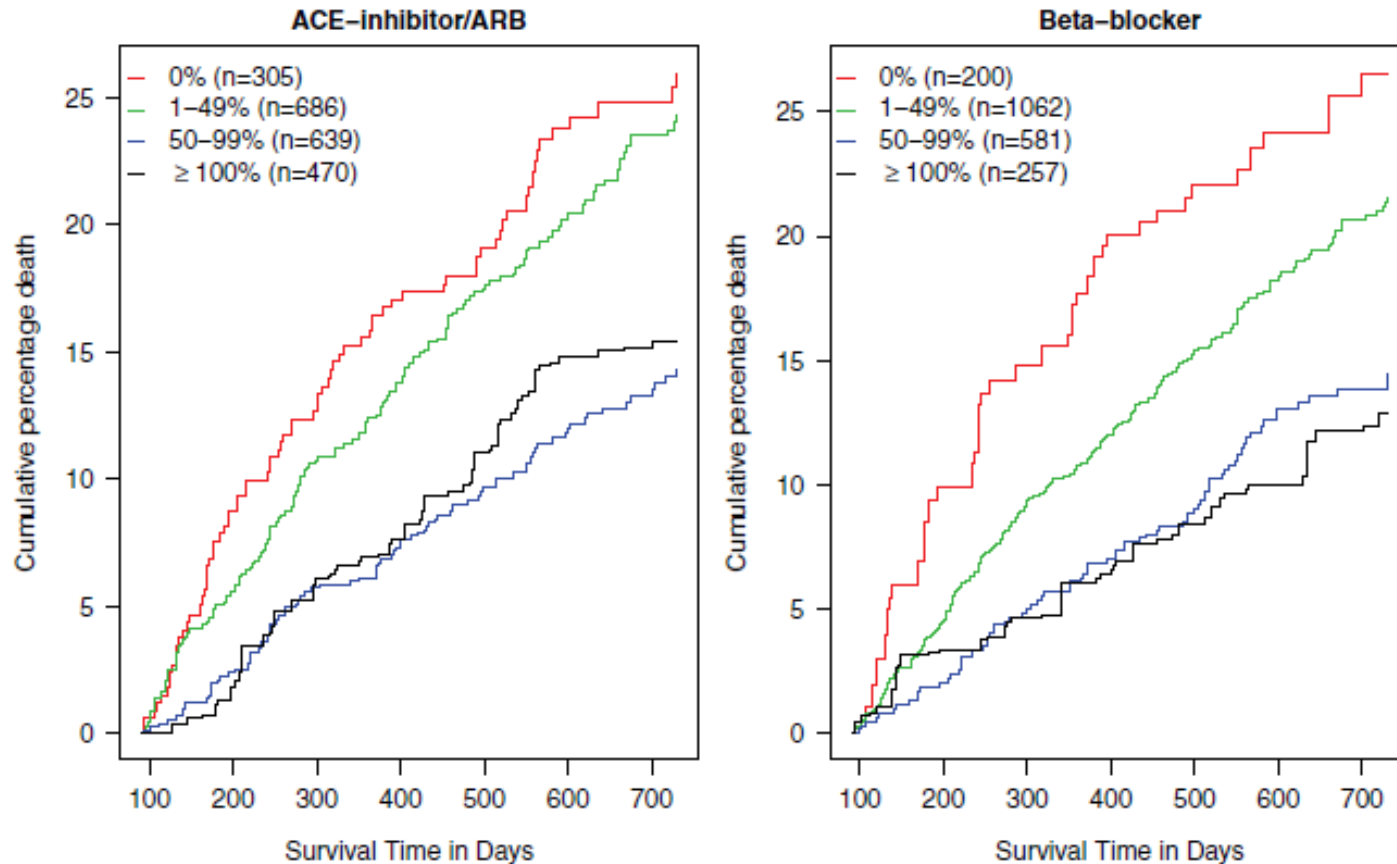 ACE−inhibitor/ARB
0% (n=305)
1−49% (n=686)
50−99% (n=639)
≥ 100% (n=470)
25
20
15
10
5
0
Cumulative percentage death
100 200 300 400 500 600 700
Survival Time in Days
Beta−blocker
0% (n=200)
1−49% (n=1062)
50−99% (n=581)
≥ 100% (n=257)
25
20
15
10
5
0
Cumulative percentage death
100 200 300 400 500 600 700
Survival Time in Days